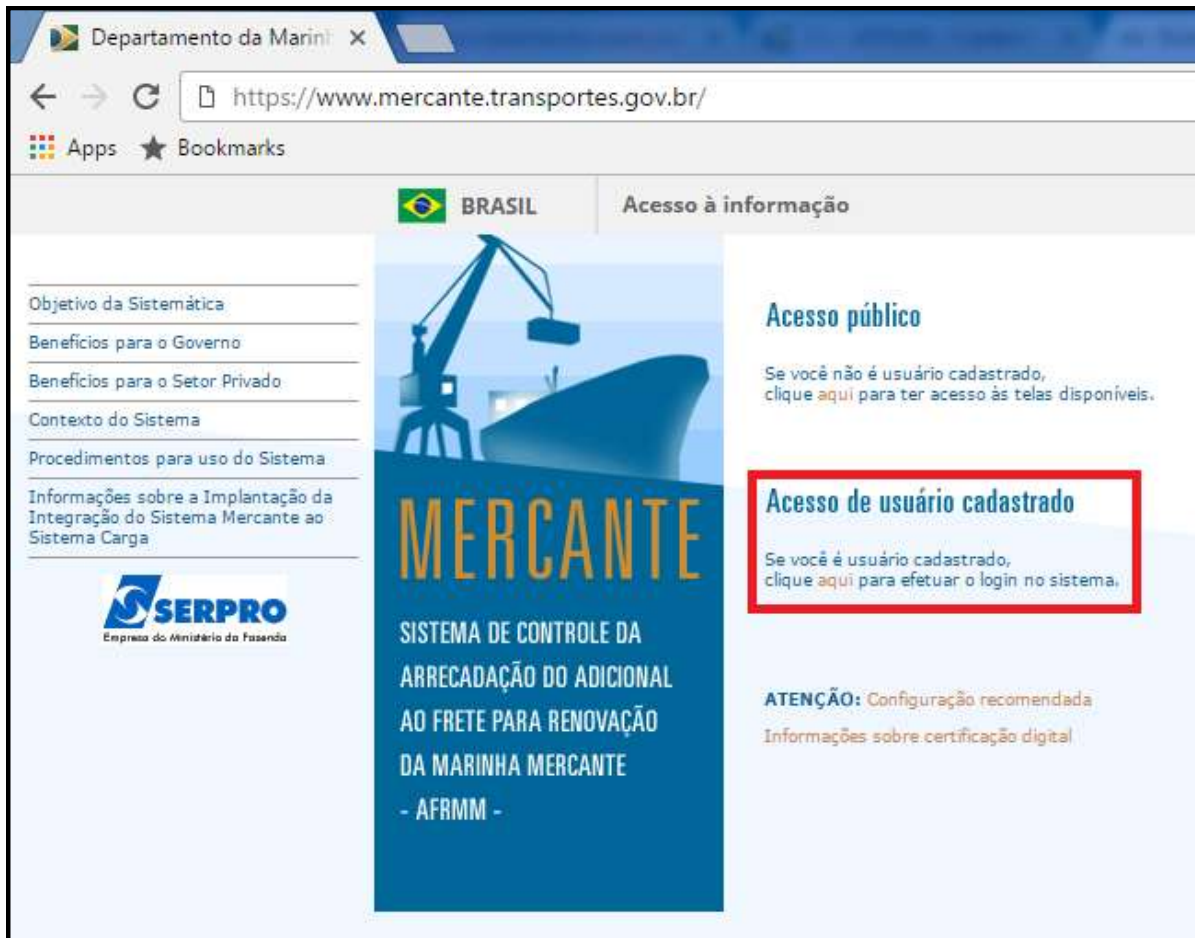 Departamento da Marinh
https://www.mercante.transportes.gov.br/
Apps
Bookmarks
BRASIL
Acesso à informação
Objetivo da Sistemática
Benefícios para o Governo
Benefícios para o Setor Privado
Contexto do Sistema
Procedimentos para uso do Sistema
Informações sobre a Implantação da
Integração do Sistema Mercante ao
Sistema Carga
SERPRO
Empresa do Ministério da Fazenda
MERCANTE
SISTEMA DE CONTROLE DA
ARRECADAÇÃO DO ADICIONAL
AO FRETE PARA RENOVAÇÃO
DA MARINHA MERCANTE
- AFRMM -
Acesso público
Se você não é usuário cadastrado,
clique aqui para ter acesso às telas disponíveis.
Acesso de usuário cadastrado
Se você é usuário cadastrado,
clique aqui para efetuar o login no sistema.
ATENÇÃO: Configuração recomendada
Informações sobre certificação digital